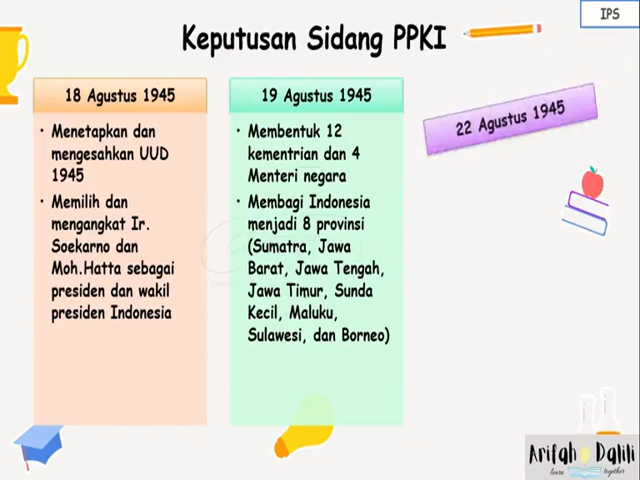 IPS
Keputusan Sidang PPKI
18 Agustus 1945
• Menetapkan dan
mengesahkan UUD
1945
• Memilih dan
mengangkat Ir.
Soekarno dan
Moh.Hatta sebagai
presiden dan wakil
presiden Indonesia
19 Agustus 1945
• Membentuk 12
kementrian dan 4
Menteri negara
• Membagi Indonesia
menjadi 8 provinsi
(Sumatra, Jawa
Barat, Jawa Tengah,
Jawa Timur, Sunda
Kecil, Maluku,
Sulawesi, dan Borneo)
22 Agustus 1945
Arifah Dalili
learn together